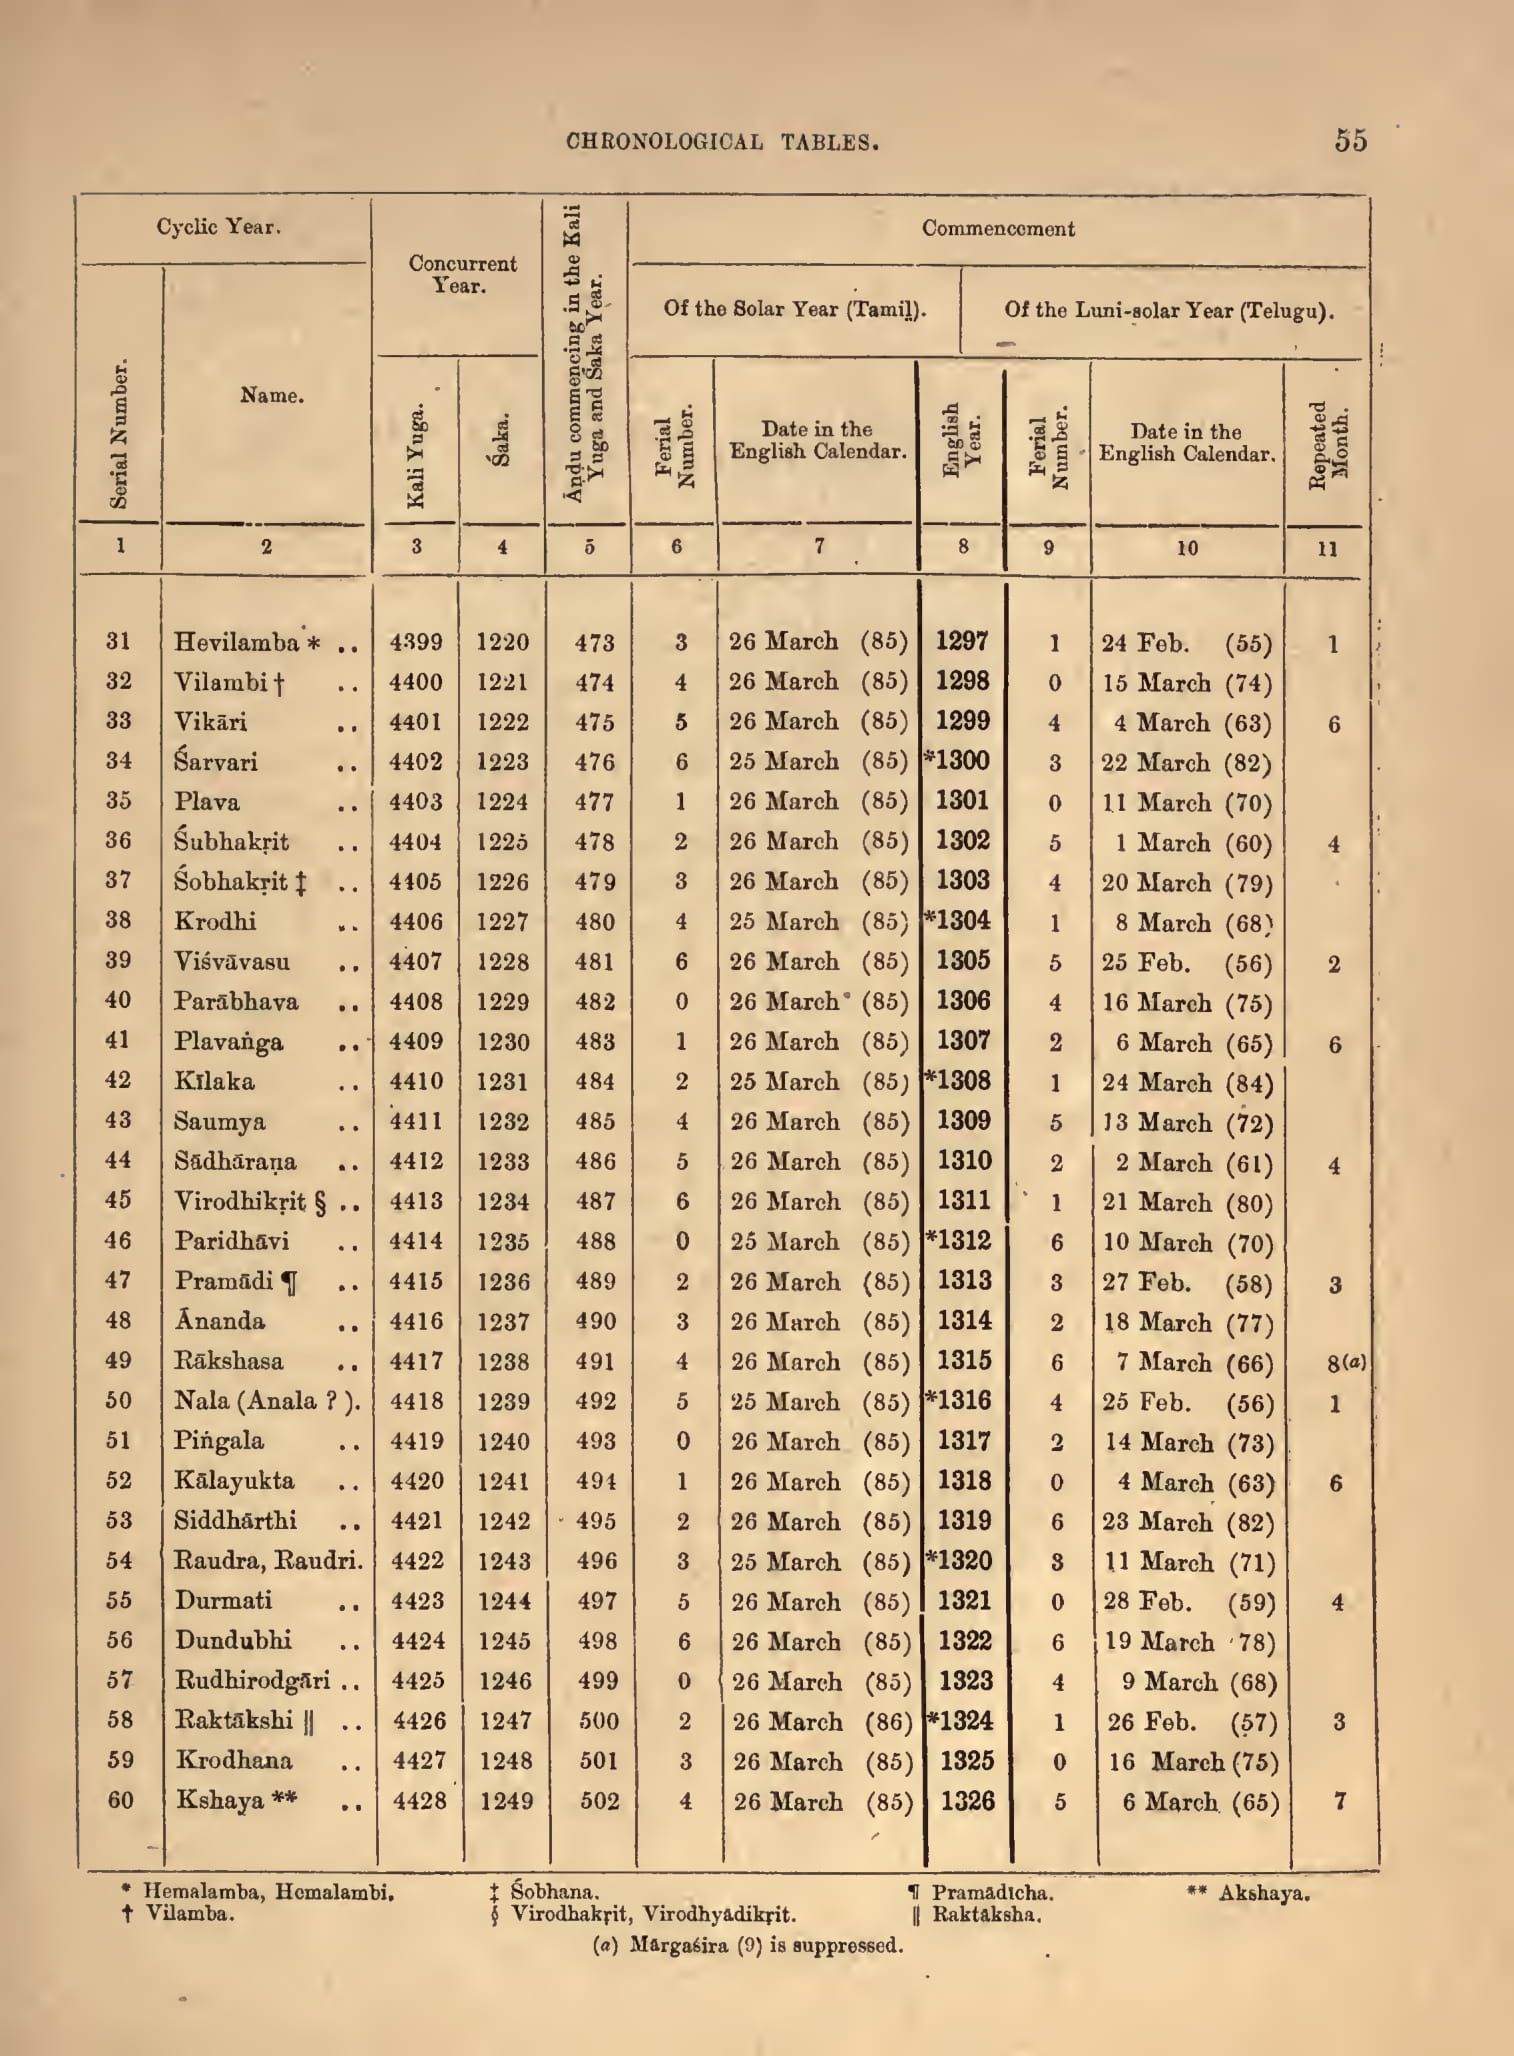 CHRONOLOGICAL TABLES. 55
Cyclic Year.
Concurrent Year.
Āṇḍu commencing in the Kali Yuga and Śaka Year.
Commencement
Of the Solar Year (Tamiḻ).
Of the Luni-solar Year (Telugu).
Serial Number.
Name.
Kali Yuga.
Śaka.
Ferial Number.
Date in the English Calendar.
English Year.
Ferial Number.
Date in the English Calendar.
Repeated Month.
1 2 3 4 5 6 7 8 9 10 11
31 Hevilamba * .. 4399 1220 473 3 26 March (85) 1297 1 24 Feb. (55) 1
32 Vilambi † .. 4400 1221 474 4 26 March (85) 1298 0 15 March (74)
33 Vikāri .. 4401 1222 475 5 26 March (85) 1299 4 4 March (63) 6
34 Śarvari .. 4402 1223 476 6 25 March (85) *1300 3 22 March (82)
35 Plava .. 4403 1224 477 1 26 March (85) 1301 0 11 March (70)
36 Śubhakṛit .. 4404 1225 478 2 26 March (85) 1302 5 1 March (60) 4
37 Śobhakṛit ‡ .. 4405 1226 479 3 26 March (85) 1303 4 20 March (79)
38 Krodhi .. 4406 1227 480 4 25 March (85) *1304 1 8 March (68)
39 Viśvāvasu .. 4407 1228 481 6 26 March (85) 1305 5 25 Feb. (56) 2
40 Parābhava .. 4408 1229 482 0 26 March (85) 1306 4 16 March (75)
41 Plavaṅga .. 4409 1230 483 1 26 March (85) 1307 2 6 March (65) 6
42 Kīlaka .. 4410 1231 484 2 25 March (85) *1308 1 24 March (84)
43 Saumya .. 4411 1232 485 4 26 March (85) 1309 5 13 March (72)
44 Sādhāraṇa .. 4412 1233 486 5 26 March (85) 1310 2 2 March (61) 4
45 Virodhikṛit § .. 4413 1234 487 6 26 March (85) 1311 1 21 March (80)
46 Paridhāvi .. 4414 1235 488 0 25 March (85) *1312 6 10 March (70)
47 Pramādi ¶ .. 4415 1236 489 2 26 March (85) 1313 3 27 Feb. (58) 3
48 Ānanda .. 4416 1237 490 3 26 March (85) 1314 2 18 March (77)
49 Rākshasa .. 4417 1238 491 4 26 March (85) 1315 6 7 March (66) 8(a)
50 Nala (Anala ? ). 4418 1239 492 5 25 March (85) *1316 4 25 Feb. (56) 1
51 Piṅgala .. 4419 1240 493 0 26 March (85) 1317 2 14 March (73)
52 Kālayukta .. 4420 1241 494 1 26 March (85) 1318 0 4 March (63) 6
53 Siddhārthi .. 4421 1242 495 2 26 March (85) 1319 6 23 March (82)
54 Raudra, Raudri. 4422 1243 496 3 25 March (85) *1320 3 11 March (71)
55 Durmati .. 4423 1244 497 5 26 March (85) 1321 0 28 Feb. (59) 4
56 Dundubhi .. 4424 1245 498 6 26 March (85) 1322 6 19 March 78)
57 Rudhirodgāri .. 4425 1246 499 0 26 March (85) 1323 4 9 March (68)
58 Raktākshi || .. 4426 1247 500 2 26 March (86) *1324 1 26 Feb. (57) 3
59 Krodhana .. 4427 1248 501 3 26 March (85) 1325 0 16 March (75)
60 Kshaya ** .. 4428 1249 502 4 26 March (85) 1326 5 6 March (65) 7
* Hemalamba, Hemalambi. ‡ Śobhana. ¶ Pramādīcha. ** Akshaya.
† Vilamba. § Virodhakṛit, Virodhyādikṛit. || Raktāksha.
(a) Mārgaśira (9) is suppressed.